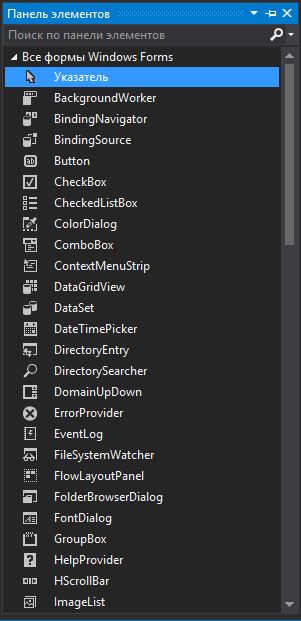 Панель элементов
Поиск по панели элементов
Все формы Windows Forms
Указатель
BackgroundWorker
BindingNavigator
BindingSource
Button
CheckBox
CheckedListBox
ColorDialog
ComboBox
ContextMenuStrip
DataGridView
DataSet
DateTimePicker
DirectoryEntry
DirectorySearcher
DomainUpDown
ErrorProvider
EventLog
FileSystemWatcher
FlowLayoutPanel
FolderBrowserDialog
FontDialog
GroupBox
HelpProvider
HScrollBar
ImageList